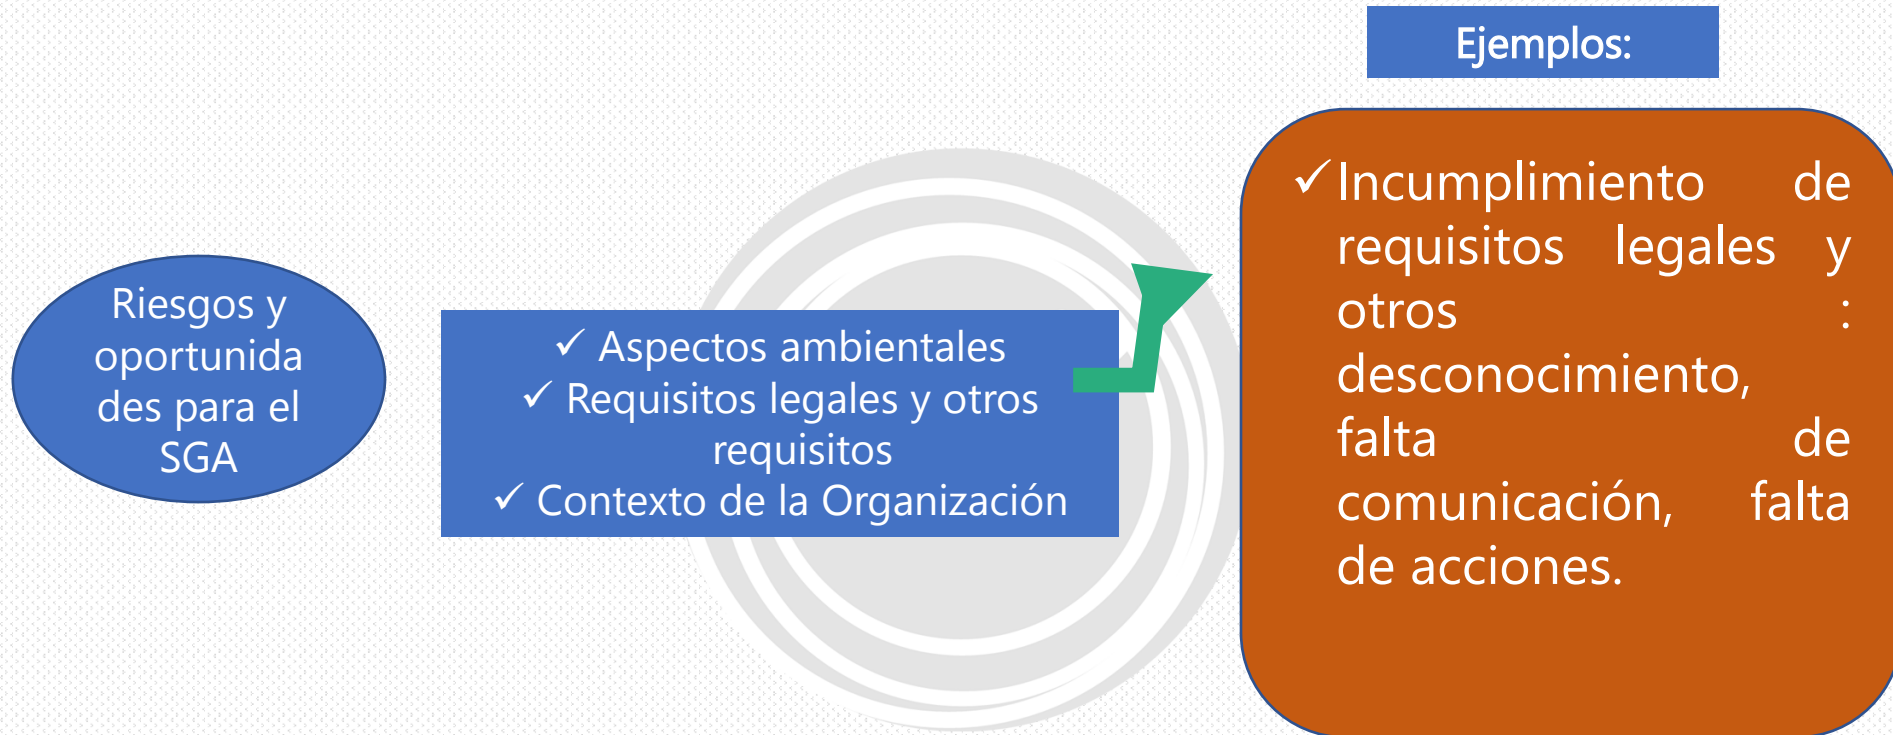 Ejemplos:
Riesgos y
oportunida
des para el
SGA
✓ Aspectos ambientales
✓ Requisitos legales y otros
requisitos
✓ Contexto de la Organización
✓ Incumplimiento de
requisitos legales y
otros :
desconocimiento,
falta de
comunicación, falta
de acciones.